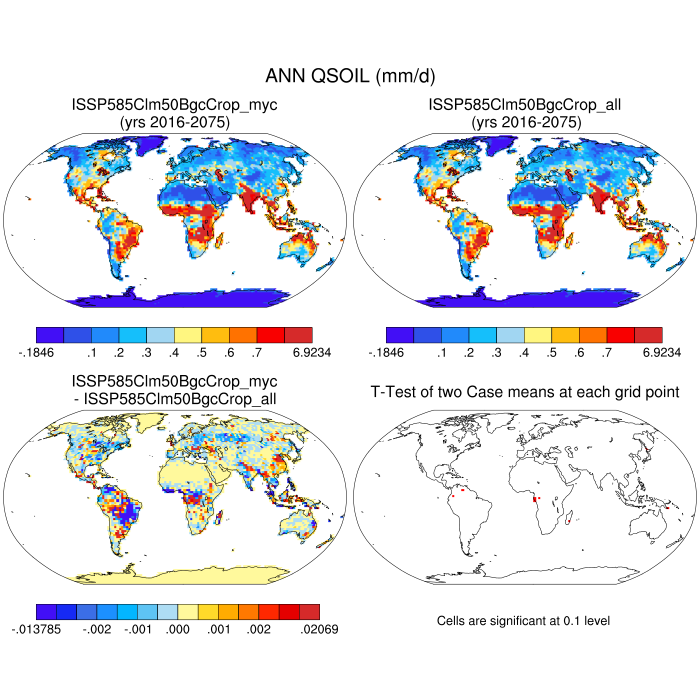 ANN QSOIL (mm/d)
ISSP585Clm50BgcCrop_myc
(yrs 2016-2075)
ISSP585Clm50BgcCrop_all
(yrs 2016-2075)
-.1846 .1 .2 .3 .4 .5 .6 .7 6.9234
-.1846 .1 .2 .3 .4 .5 .6 .7 6.9234
ISSP585Clm50BgcCrop_myc
- ISSP585Clm50BgcCrop_all
T-Test of two Case means at each grid point
-.013785 -.002 -.001 .000 .001 .002 .02069
Cells are significant at 0.1 level